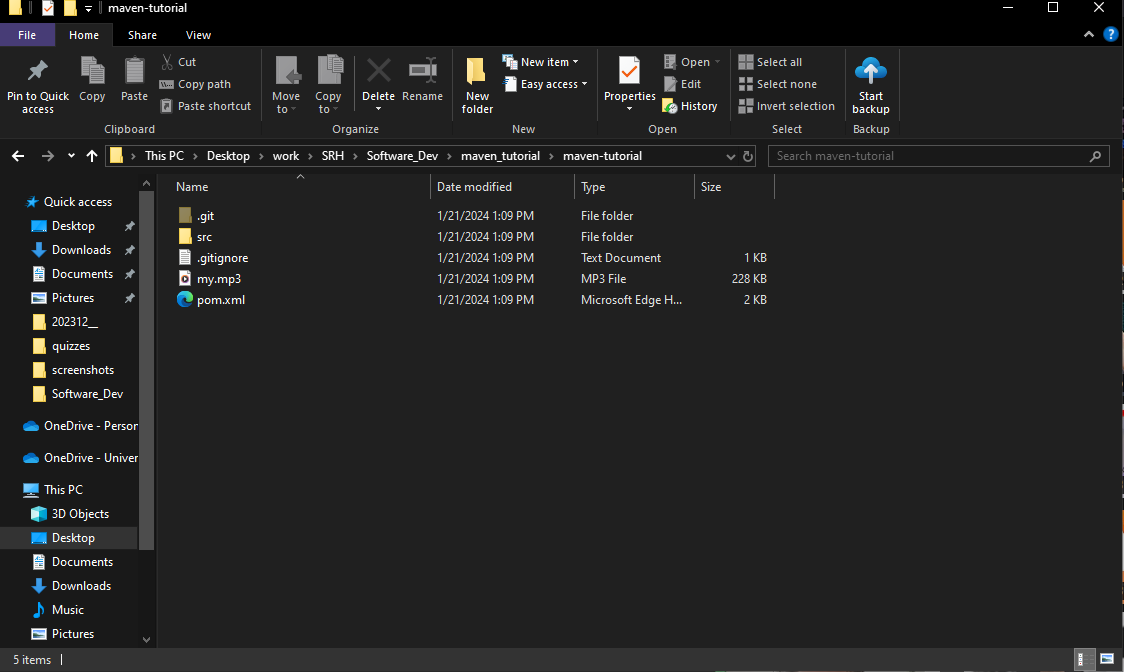 maven-tutorial
File Home Share View
Pin to Quick access
Copy
Paste
Cut
Copy path
Paste shortcut
Clipboard
Move to
Copy to
Delete
Rename
Organize
New folder
New item
Easy access
New
Properties
Open
Edit
History
Open
Select all
Select none
Invert selection
Select
Start backup
Backup
This PC > Desktop > work > SRH > Software_Dev > maven_tutorial > maven-tutorial
Search maven-tutorial
Quick access
Desktop
Downloads
Documents
Pictures
202312__
quizzes
screenshots
Software_Dev
OneDrive - Person
OneDrive - Univer
This PC
3D Objects
Desktop
Documents
Downloads
Music
Pictures
Name Date modified Type Size
.git 1/21/2024 1:09 PM File folder
src 1/21/2024 1:09 PM File folder
.gitignore 1/21/2024 1:09 PM Text Document 1 KB
my.mp3 1/21/2024 1:09 PM MP3 File 228 KB
pom.xml 1/21/2024 1:09 PM Microsoft Edge H... 2 KB
5 items